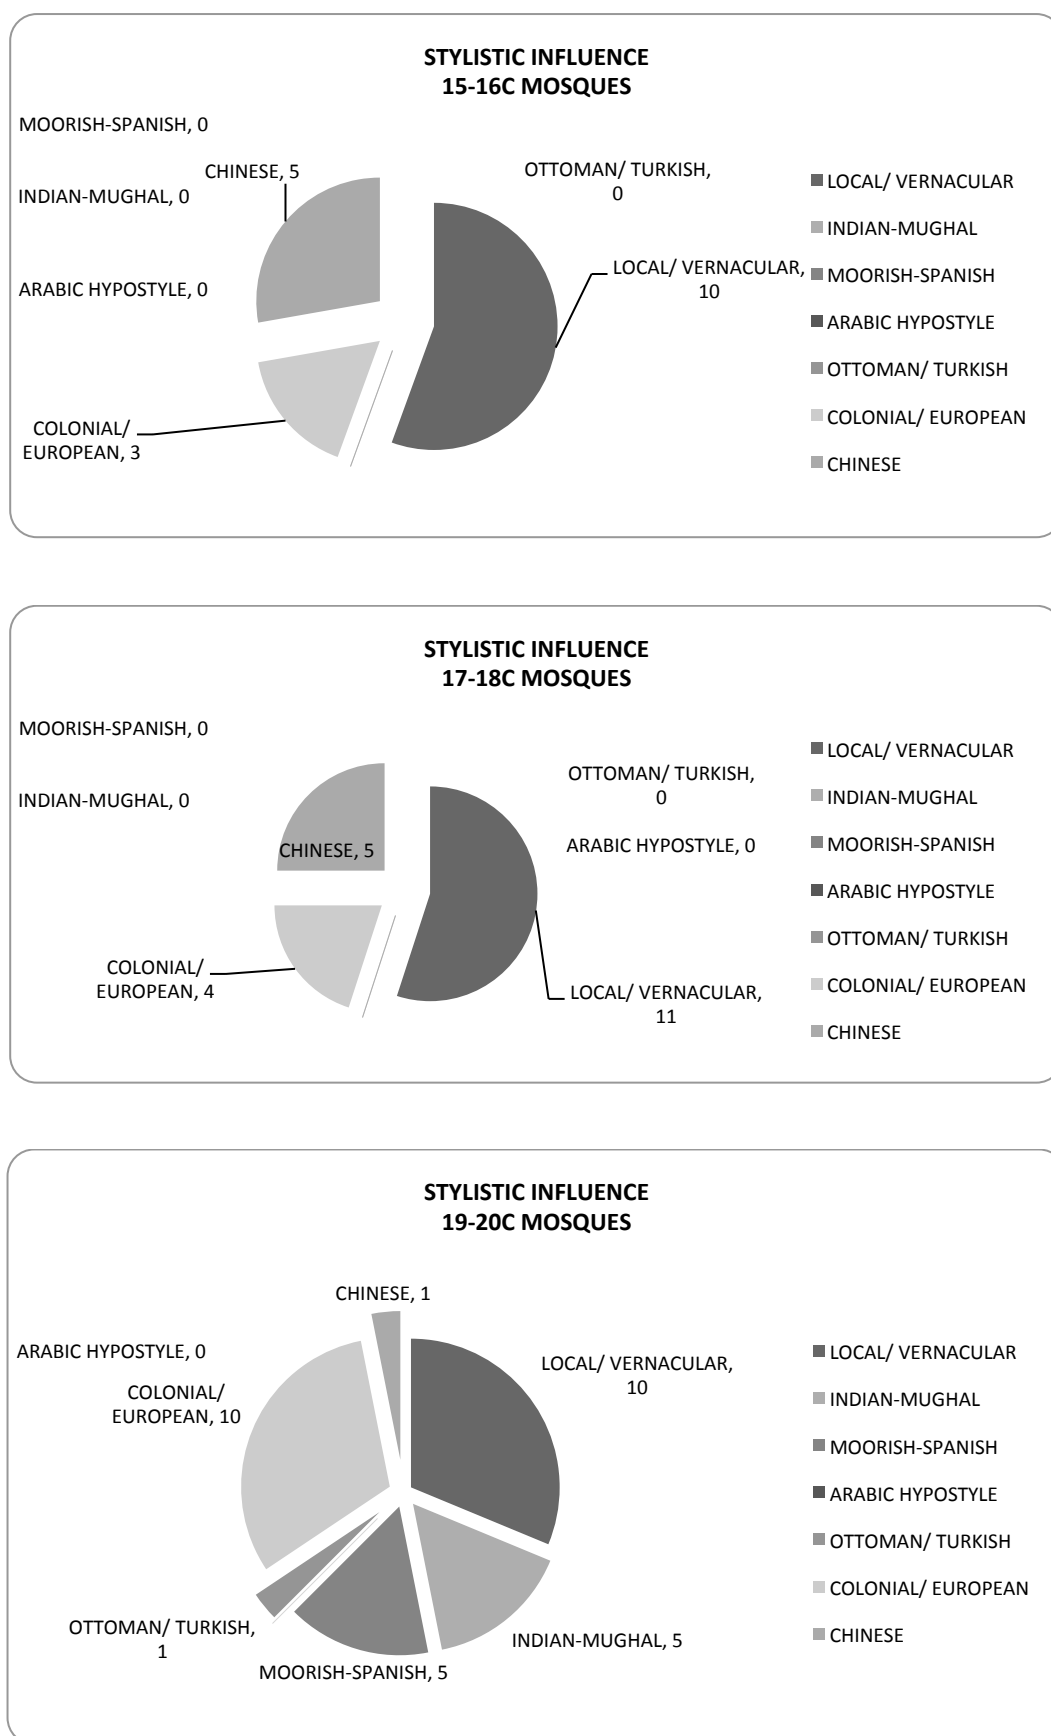 STYLISTIC INFLUENCE
15-16C MOSQUES
MOORISH-SPANISH, 0
CHINESE, 5
OTTOMAN/ TURKISH,
0
INDIAN-MUGHAL, 0
LOCAL/ VERNACULAR,
10
ARABIC HYPOSTYLE, 0
COLONIAL/
EUROPEAN, 3
LOCAL/ VERNACULAR
INDIAN-MUGHAL
MOORISH-SPANISH
ARABIC HYPOSTYLE
OTTOMAN/ TURKISH
COLONIAL/ EUROPEAN
CHINESE
STYLISTIC INFLUENCE
17-18C MOSQUES
MOORISH-SPANISH, 0
OTTOMAN/ TURKISH,
0
INDIAN-MUGHAL, 0
ARABIC HYPOSTYLE, 0
CHINESE, 5
COLONIAL/
EUROPEAN, 4
LOCAL/ VERNACULAR,
11
LOCAL/ VERNACULAR
INDIAN-MUGHAL
MOORISH-SPANISH
ARABIC HYPOSTYLE
OTTOMAN/ TURKISH
COLONIAL/ EUROPEAN
CHINESE
STYLISTIC INFLUENCE
19-20C MOSQUES
CHINESE, 1
ARABIC HYPOSTYLE, 0
LOCAL/ VERNACULAR,
10
COLONIAL/
EUROPEAN, 10
OTTOMAN/ TURKISH,
1
INDIAN-MUGHAL, 5
MOORISH-SPANISH, 5
LOCAL/ VERNACULAR
INDIAN-MUGHAL
MOORISH-SPANISH
ARABIC HYPOSTYLE
OTTOMAN/ TURKISH
COLONIAL/ EUROPEAN
CHINESE